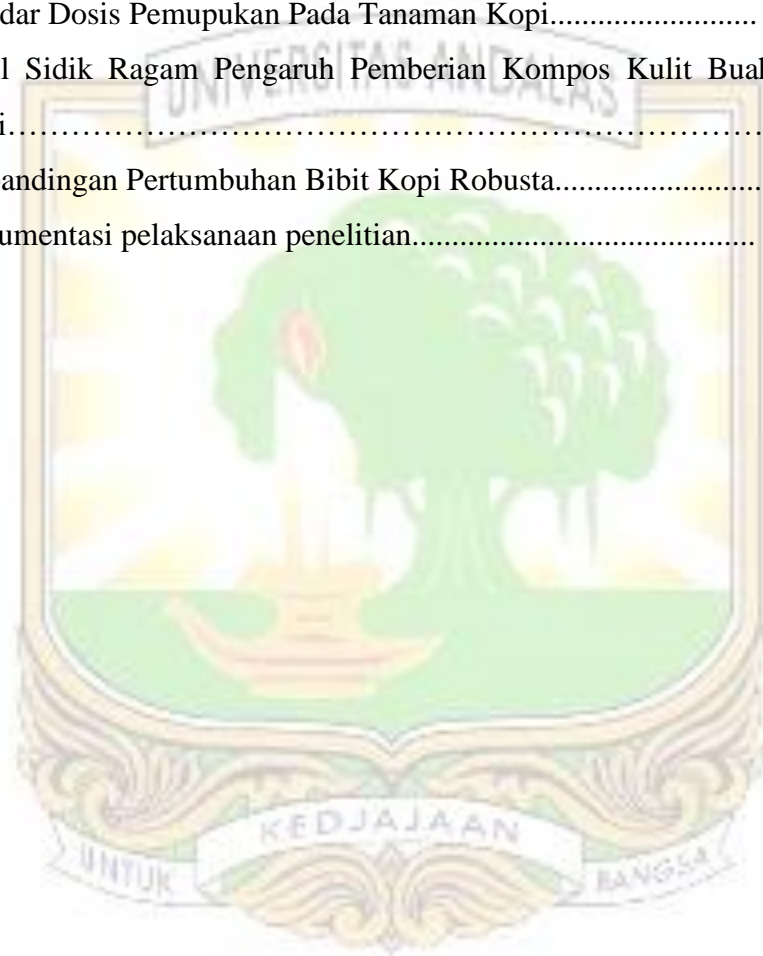 dar Dosis Pemupukan Pada Tanaman Kopi.........................
l Sidik Ragam Pengaruh Pemberian Kompos Kulit Buah
i……………………………………………………………….
andingan Pertumbuhan Bibit Kopi Robusta.........................
umentasi pelaksanaan penelitian.........................................
UNIVERSITAS ANDALAS
KEDJAJAAN
UNTUK
BANGSA